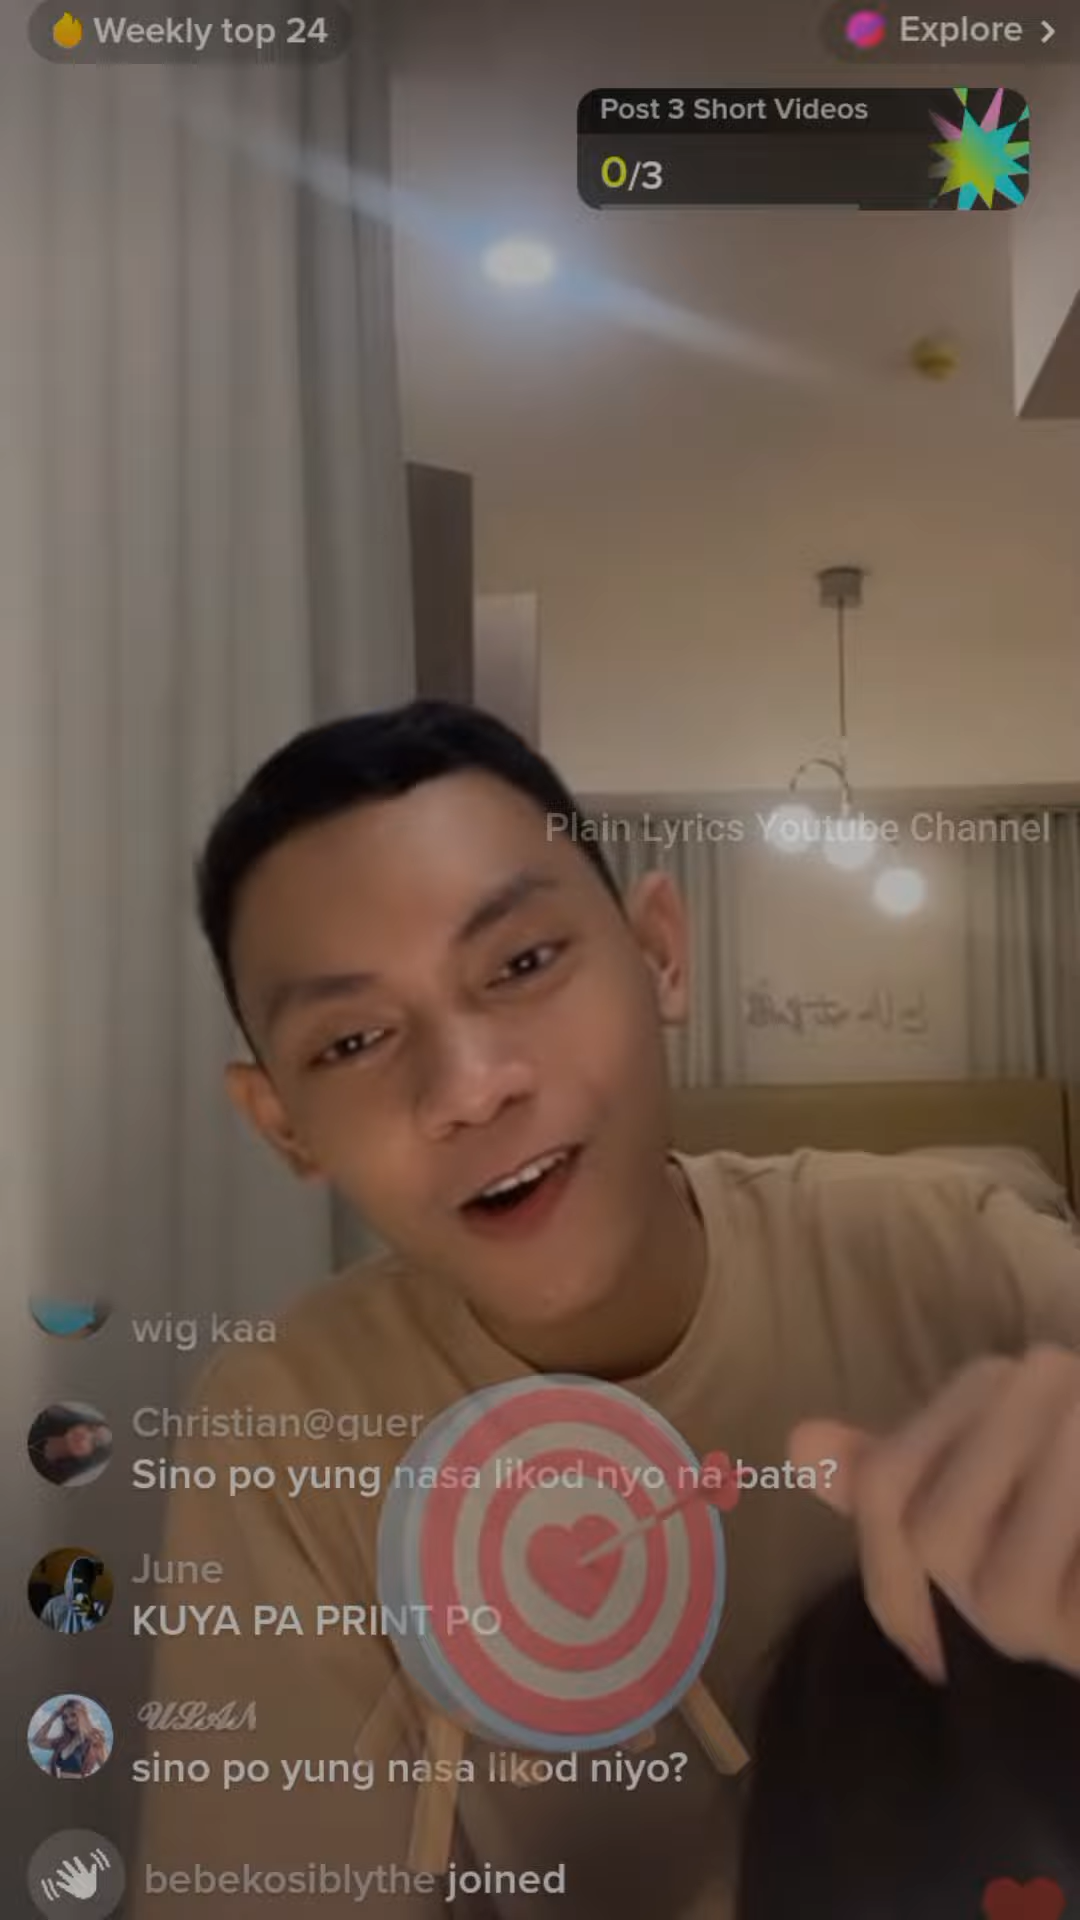 Weekly top 24
Explore >
Post 3 Short Videos
0/3
Plain Lyrics Youtube Channel
wig kaa
Christian@guer
Sino po yung nasa likod nyo na bata?
June
KUYA PA PRINT PO
𝒰𝓛𝒜𝒩
sino po yung nasa likod niyo?
bebekosiblythe joined